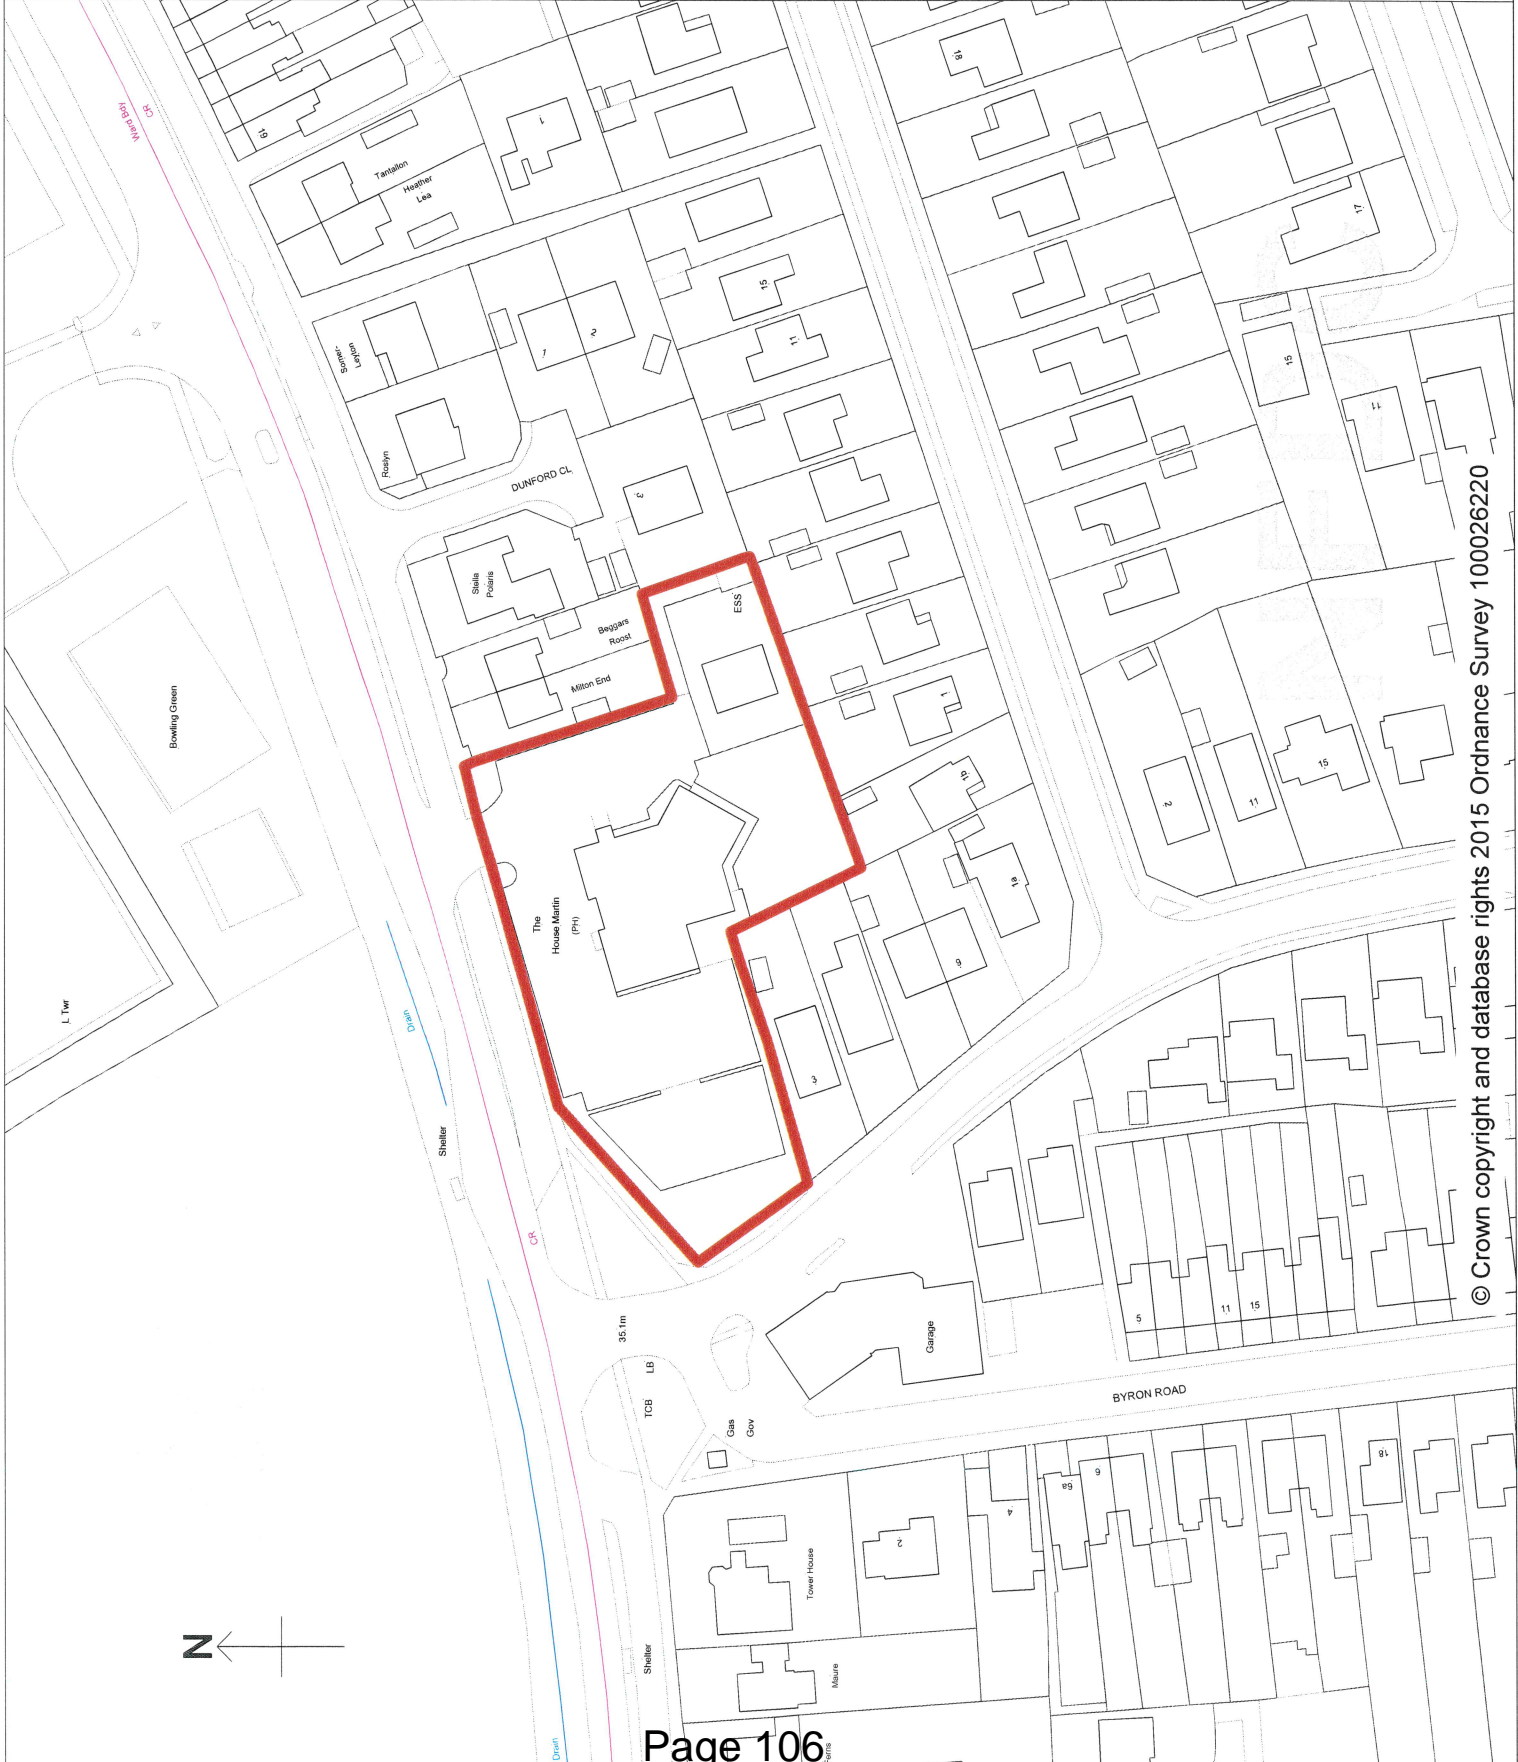 Ward Bdy
CR
19
Tantallon
Heather
Lea
1
18
17
Somer-
Leyton
Roslyn
1
2
15
11
15
11
DUNFORD CL
3
Stella
Polaris
Beggars
Roost
Milton End
ESS
1
1b
1a
Bowling Green
L Twr
The
House Martin
(PH)
2
11
15
9
3
Drain
Shelter
CR
35.1m
LB
TCB
Gas
Gov
Garage
5
11
15
BYRON ROAD
Tower House
2
4
6a
6
18
Maure
Shelter
Drain
N
© Crown copyright and database rights 2015 Ordnance Survey 100026220
Page 106